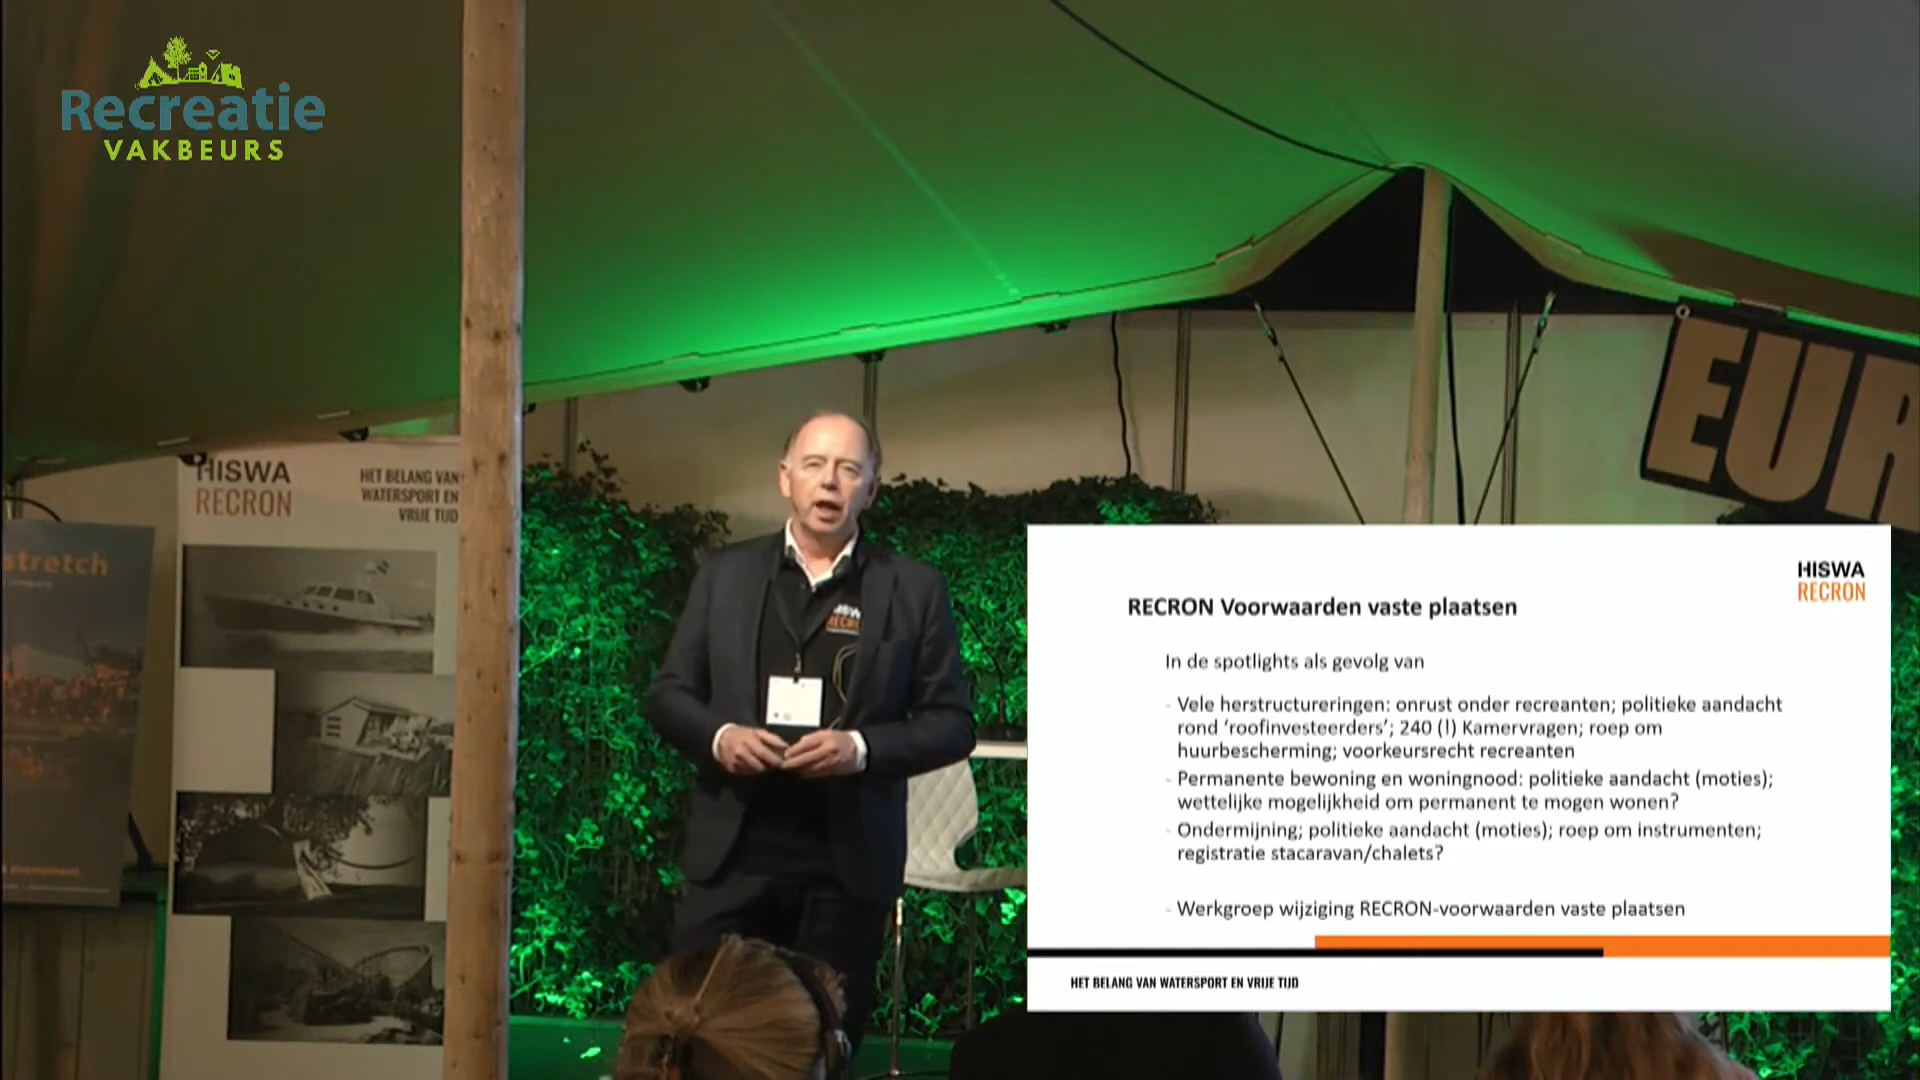 Recreatie
VAKBEURS
HISWA
RECRON
HET BELANG VAN
WATERSPORT EN
VRIJE TIJD
stretch
EUR
HISWA
RECRON
HISWA
RECRON
RECRON Voorwaarden vaste plaatsen
In de spotlights als gevolg van
- Vele herstructureringen: onrust onder recreanten; politieke aandacht
rond ‘roofinvesteerders’; 240 (!) Kamervragen; roep om
huurbescherming; voorkeursrecht recreanten
- Permanente bewoning en woningnood: politieke aandacht (moties);
wettelijke mogelijkheid om permanent te mogen wonen?
- Ondermijning; politieke aandacht (moties); roep om instrumenten;
registratie stacaravan/chalets?
- Werkgroep wijziging RECRON-voorwaarden vaste plaatsen
HET BELANG VAN WATERSPORT EN VRIJE TIJD